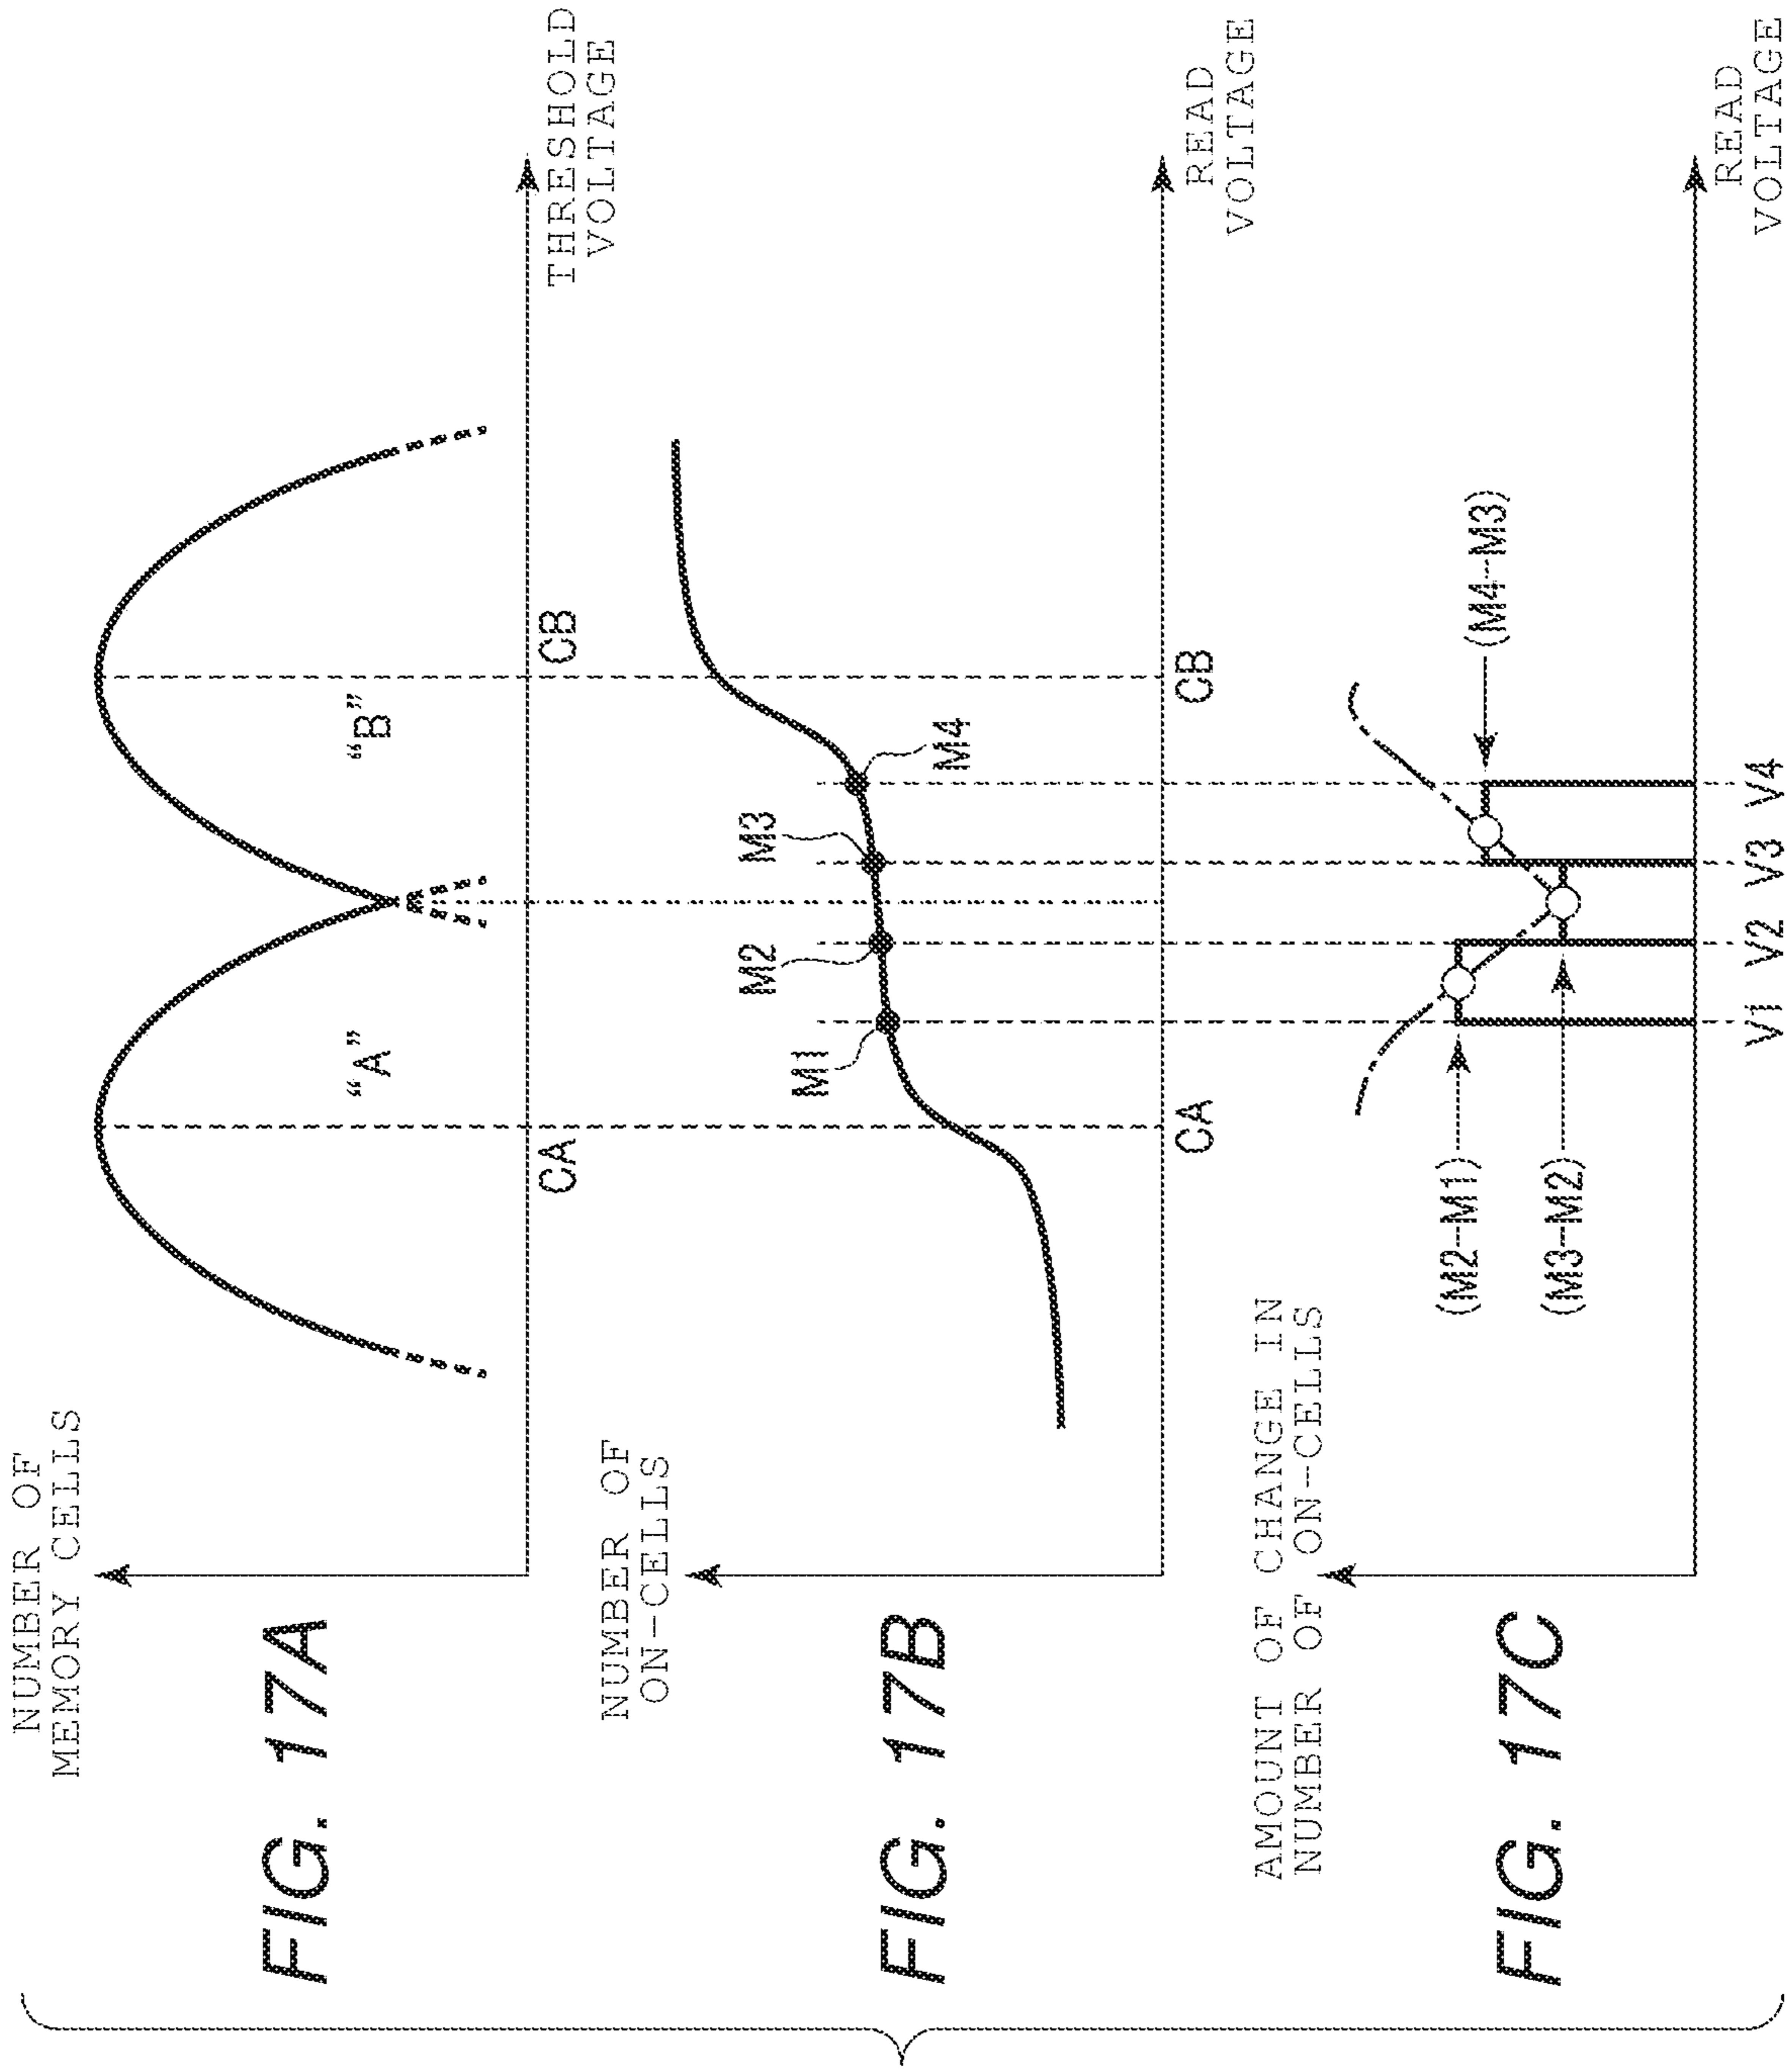 NUMBER OF
MEMORY CELLS
FIG. 17A
"A"
"B"
CA
CB
THRESHOLD
VOLTAGE
NUMBER OF
ON-CELLS
FIG. 17B
M1
M2
M3
M4
CA
CB
READ
VOLTAGE
AMOUNT OF CHANGE IN
NUMBER OF ON-CELLS
FIG. 17C
(M2-M1)
(M4-M3)
(M3-M2)
V1
V2
V3
V4
READ
VOLTAGE